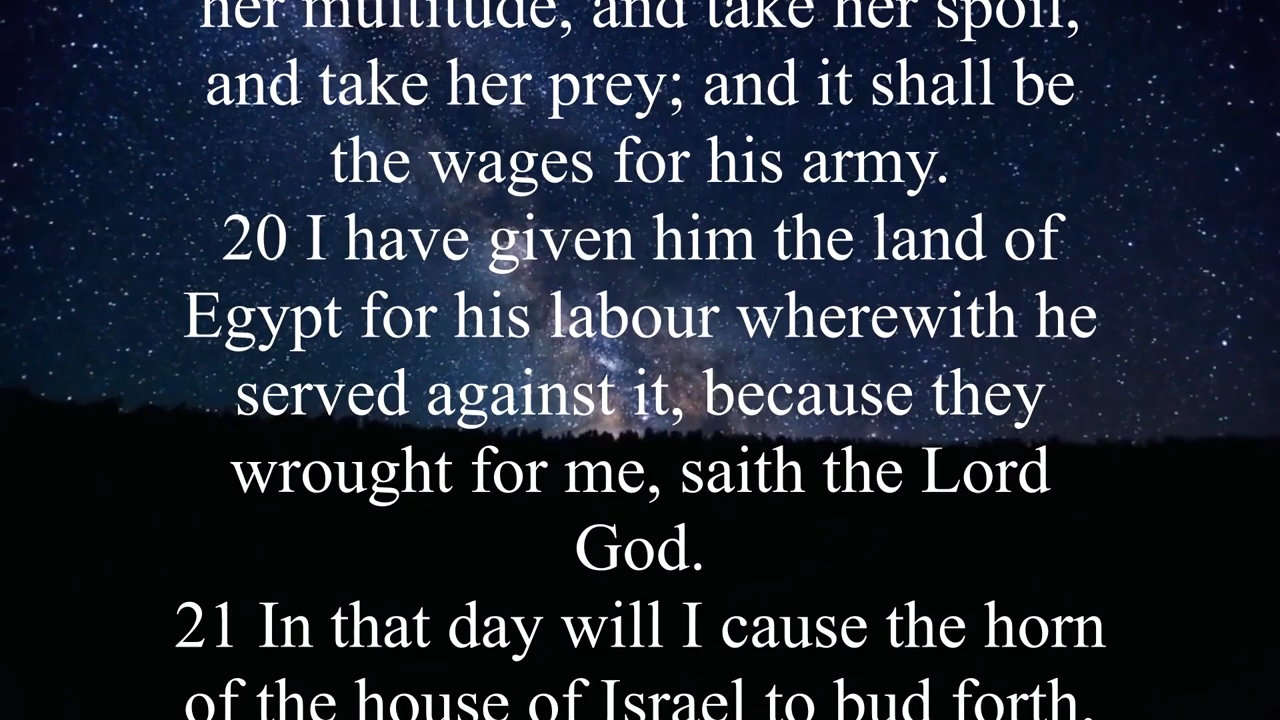 her multitude, and take her spoil,
and take her prey; and it shall be
the wages for his army.
20 I have given him the land of
Egypt for his labour wherewith he
served against it, because they
wrought for me, saith the Lord
God.
21 In that day will I cause the horn
of the house of Israel to bud forth,